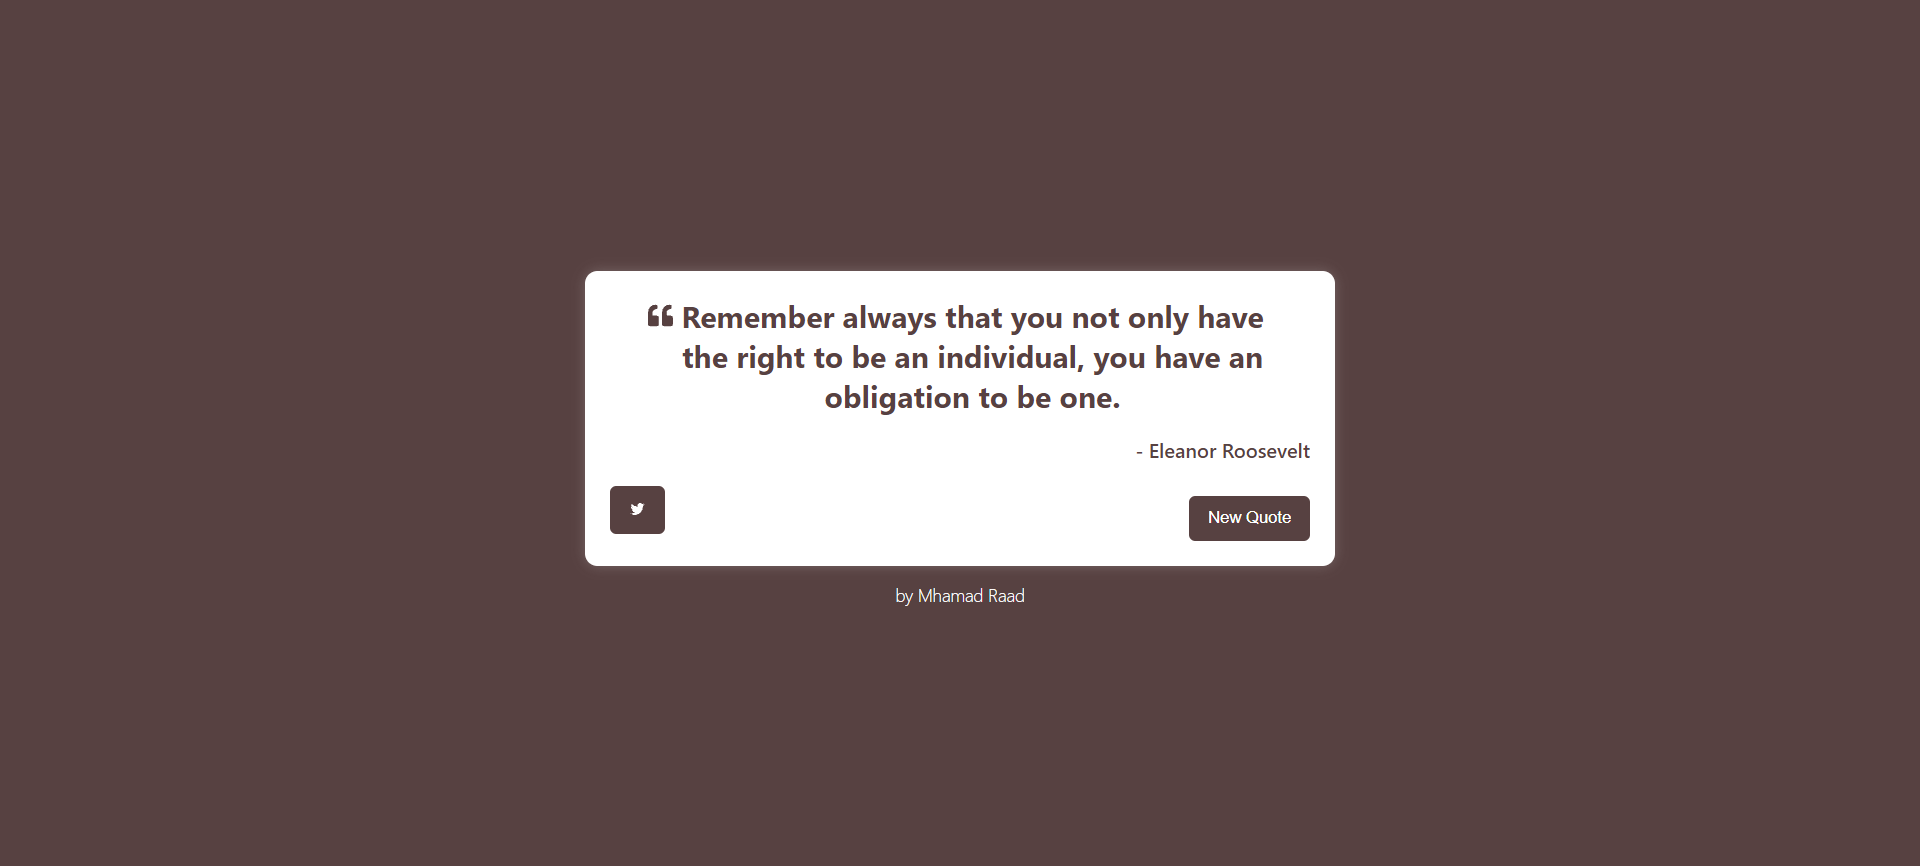 ❝ Remember always that you not only have
the right to be an individual, you have an
obligation to be one.
- Eleanor Roosevelt
New Quote
by Mhamad Raad